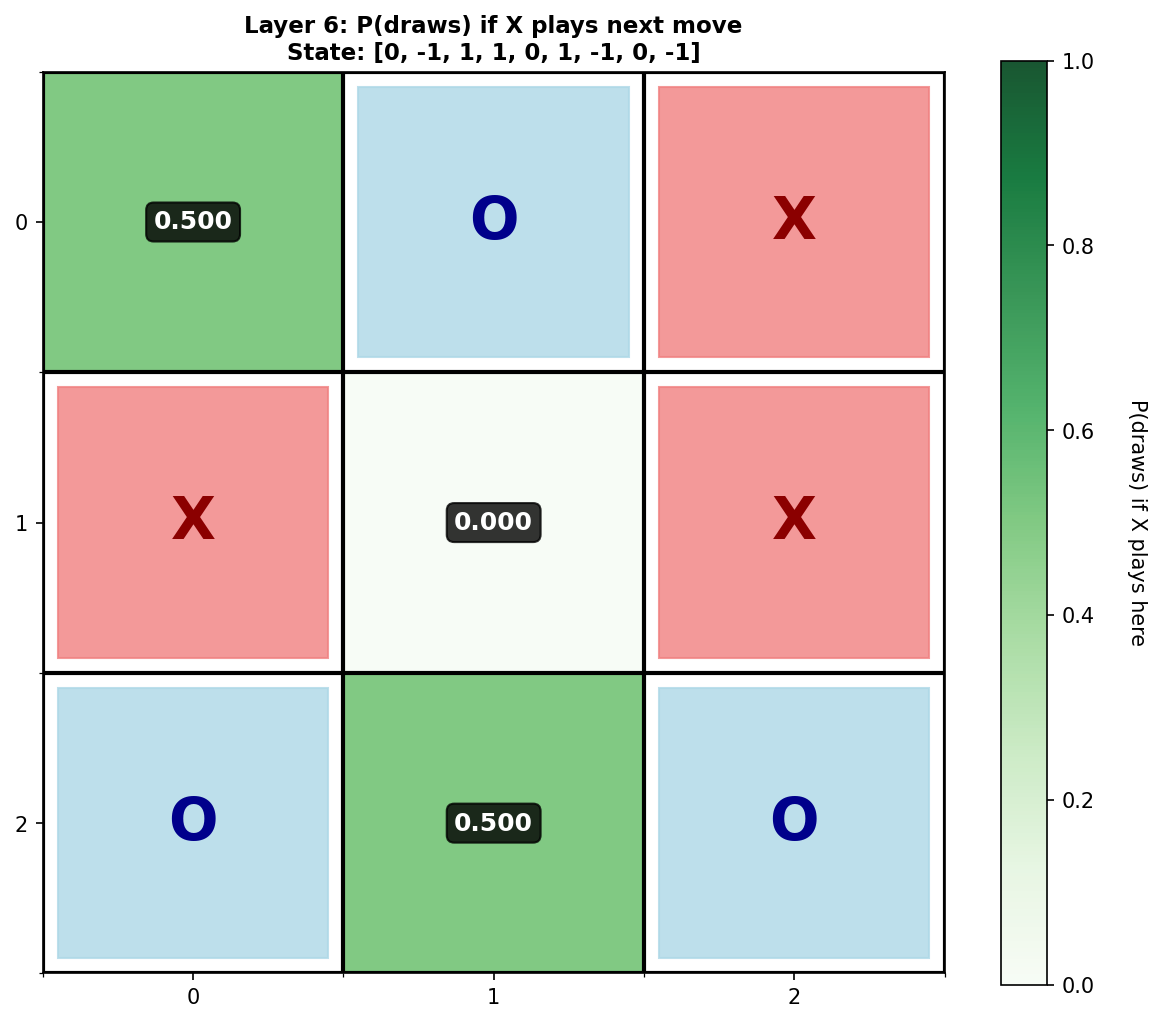 Layer 6: P(draws) if X plays next move
State: [0, -1, 1, 1, 0, 1, -1, 0, -1]
0
0.500
O
X
1
X
0.000
X
2
O
0.500
O
0
1
2
1.0
0.8
0.6
0.4
0.2
0.0
P(draws) if X plays here